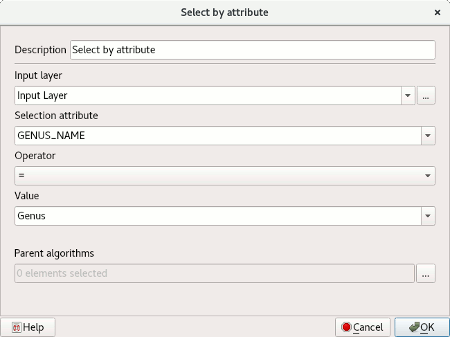 Select by attribute
Description Select by attribute
Input layer
Input Layer ...
Selection attribute
GENUS_NAME
Operator
=
Value
Genus
Parent algorithms
0 elements selected ...
Help Cancel OK